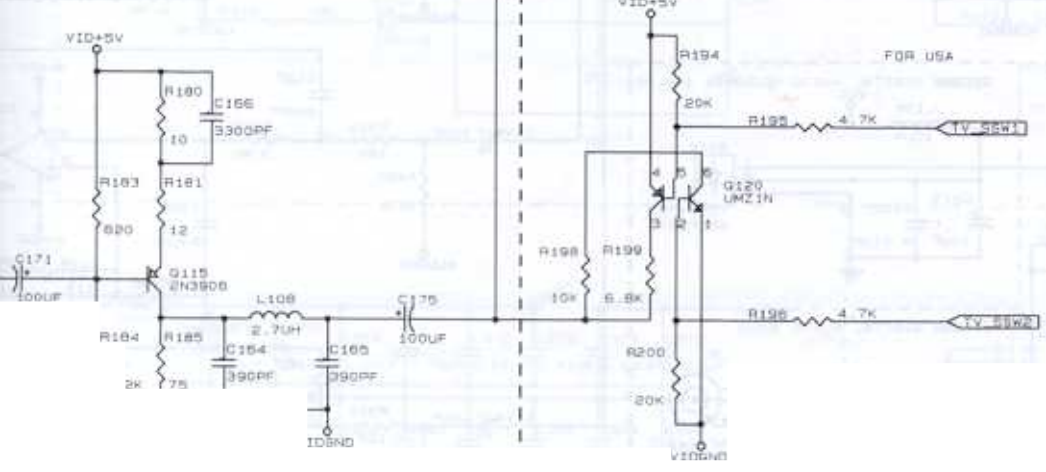 VID+5V
VID+5V
R194
FOR USA
R180
C166
20K
3300PF
10
R195
4.7K
TV_SSW1
R183
R181
4
5
6
Q120
UMZ1N
820
12
3
2
1
C171
R198
R199
Q115
2N3906
100UF
L108
C175
10K
6.8K
2.7UH
100UF
R196
4.7K
TV_SSW2
R184
R185
C164
C165
R200
390PF
390PF
2K
75
20K
VIDGND